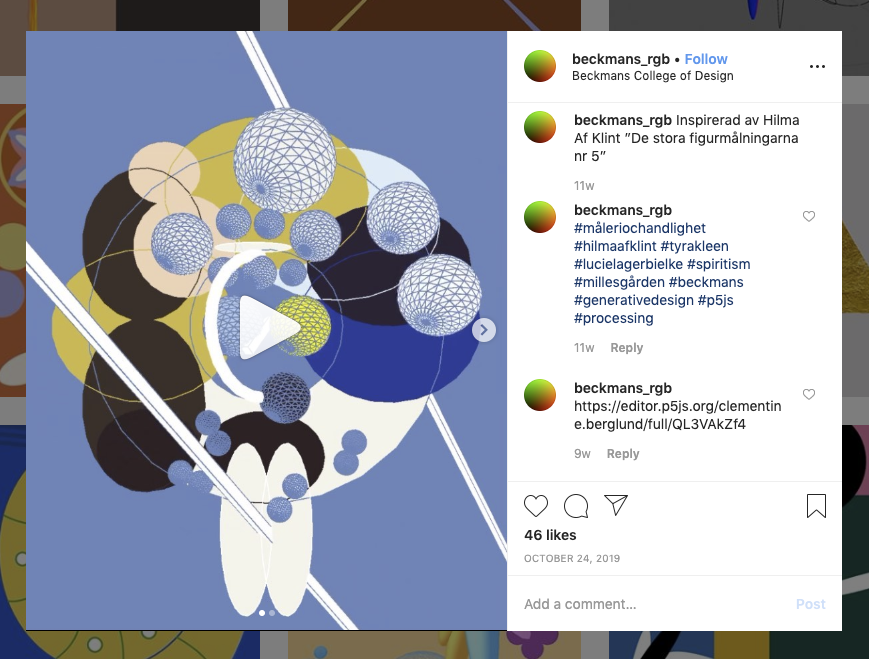 beckmans_rgb • Follow
Beckmans College of Design
beckmans_rgb Inspirerad av Hilma
Af Klint ”De stora figurmålningarna
nr 5”
11w
beckmans_rgb
#måleriochandlighet
#hilmaafklint #tyrakleen
#lucielagerbielke #spiritism
#millesgården #beckmans
#generativedesign #p5js
#processing
11w Reply
beckmans_rgb
https://editor.p5js.org/clementin
e.berglund/full/QL3VAkZf4
9w Reply
46 likes
OCTOBER 24, 2019
Add a comment... Post